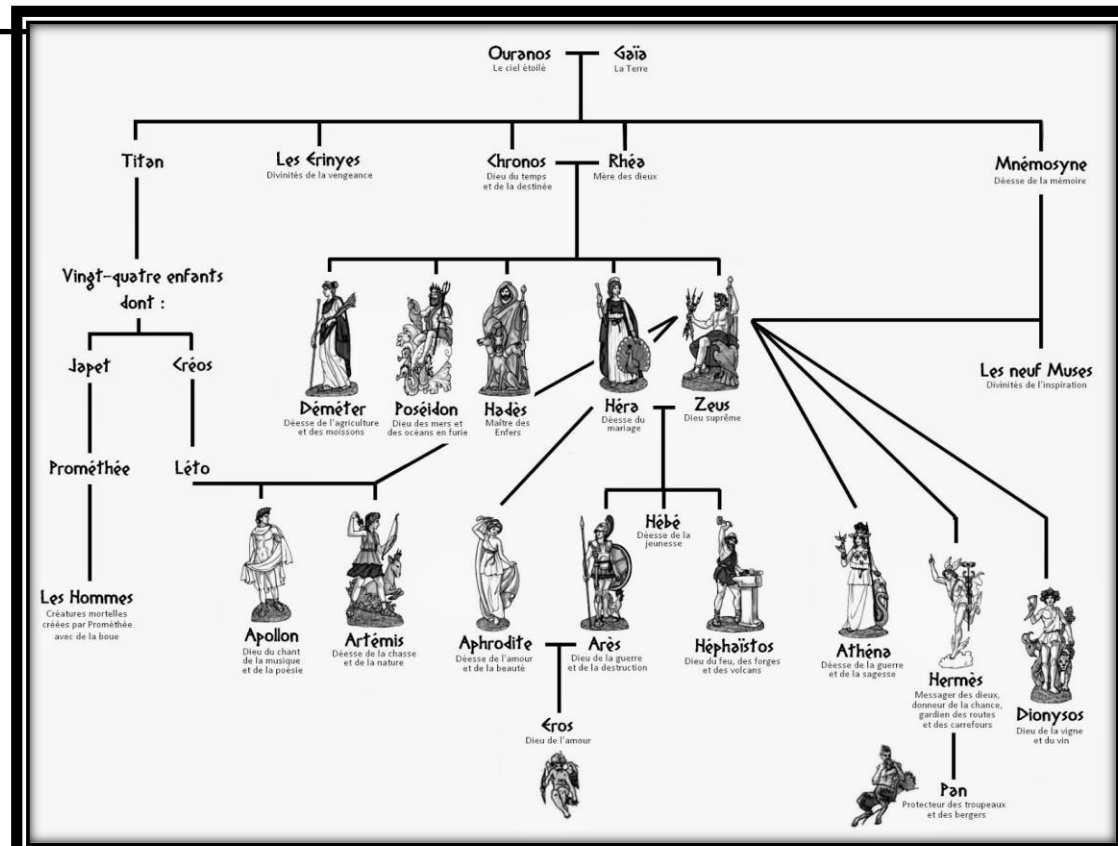 Ouranos
Le ciel étoilé
Gaïa
La Terre
Titan
Les Erinyes
Divinités de la vengeance
Chronos
Dieu du temps
et de la destinée
Rhéa
Mère des dieux
Mnémosyne
Déesse de la mémoire
Vingt-quatre enfants
dont :
Japet
Créos
Déméter
Déesse de l'agriculture
et des moissons
Poséidon
Dieu des mers et
des océans en furie
Hadès
Maître des
Enfers
Héra
Déesse du
mariage
Zeus
Dieu suprême
Les neuf Muses
Divinités de l'inspiration
Prométhée
Léto
Les Hommes
Créatures mortelles
créées par Prométhée
avec de la boue
Apollon
Dieu du chant
de la musique
et de la poésie
Artémis
Déesse de la chasse
et de la nature
Aphrodite
Déesse de l'amour
et de la beauté
Arès
Dieu de la guerre
et de la destruction
Hébé
Déesse de la
jeunesse
Héphaïstos
Dieu du feu, des forges
et des volcans
Athéna
Déesse de la guerre
et de la sagesse
Hermès
Messager des dieux,
donneur de la chance,
gardien des routes
et des carrefours
Dionysos
Dieu de la vigne
et du vin
Eros
Dieu de l'amour
Pan
Protecteur des troupeaux
et des bergers